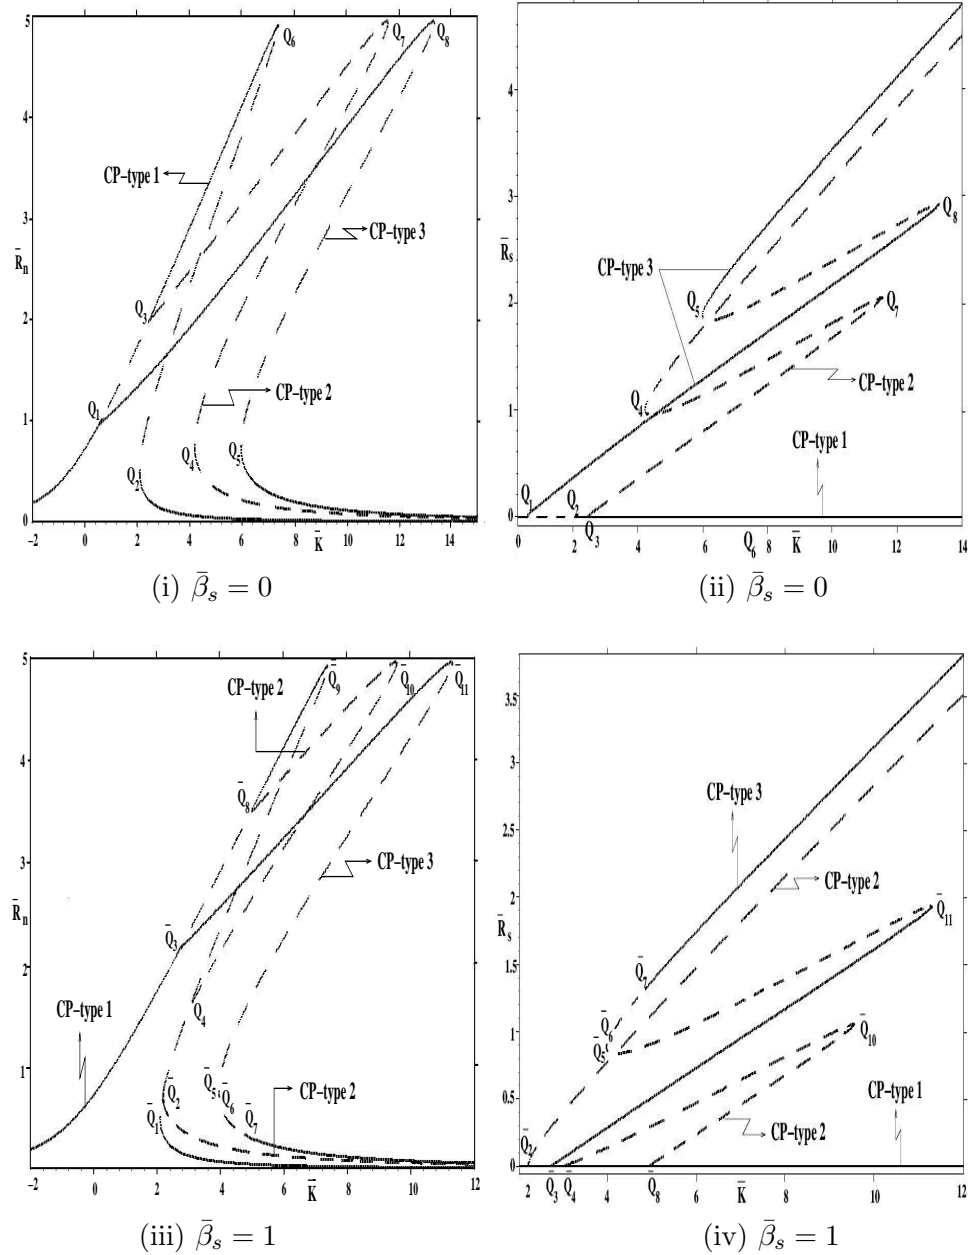 5
Q6
Q7
Q8
4
CP–type 1
3
CP–type 3
R̄n
Q3
2
CP–type 2
Q1
1
Q4
Q5
Q2
0
−2 0 2 4 6 8 10 12 14
K̄
(i) β̄s = 0
4
3
Q8
R̄s
CP–type 3
Q5
2
Q7
CP–type 2
Q4
1
CP–type 1
Q1
Q2
0
Q3
0 2 4 6 8 10 12 14
Q6
K̄
(ii) β̄s = 0
5
Q̄9
Q̄10
Q̄11
CP–type 2
4
Q̄8
3
CP–type 3
R̄n
Q̄3
2
Q̄4
CP–type 1
1
Q̄5
Q̄2
Q̄6
CP–type 2
Q̄1
Q̄7
0
−2 0 2 4 6 8 10 12
K̄
(iii) β̄s = 1
3.5
3
CP–type 3
2.5
2
CP–type 2
R̄s
Q̄11
1.5
Q̄7
1
Q̄6
Q̄5
Q̄10
CP–type 1
0.5
CP–type 2
Q̄2
0
2 4 6 8 10 12
Q̄3
Q̄4
Q̄8
K̄
(iv) β̄s = 1